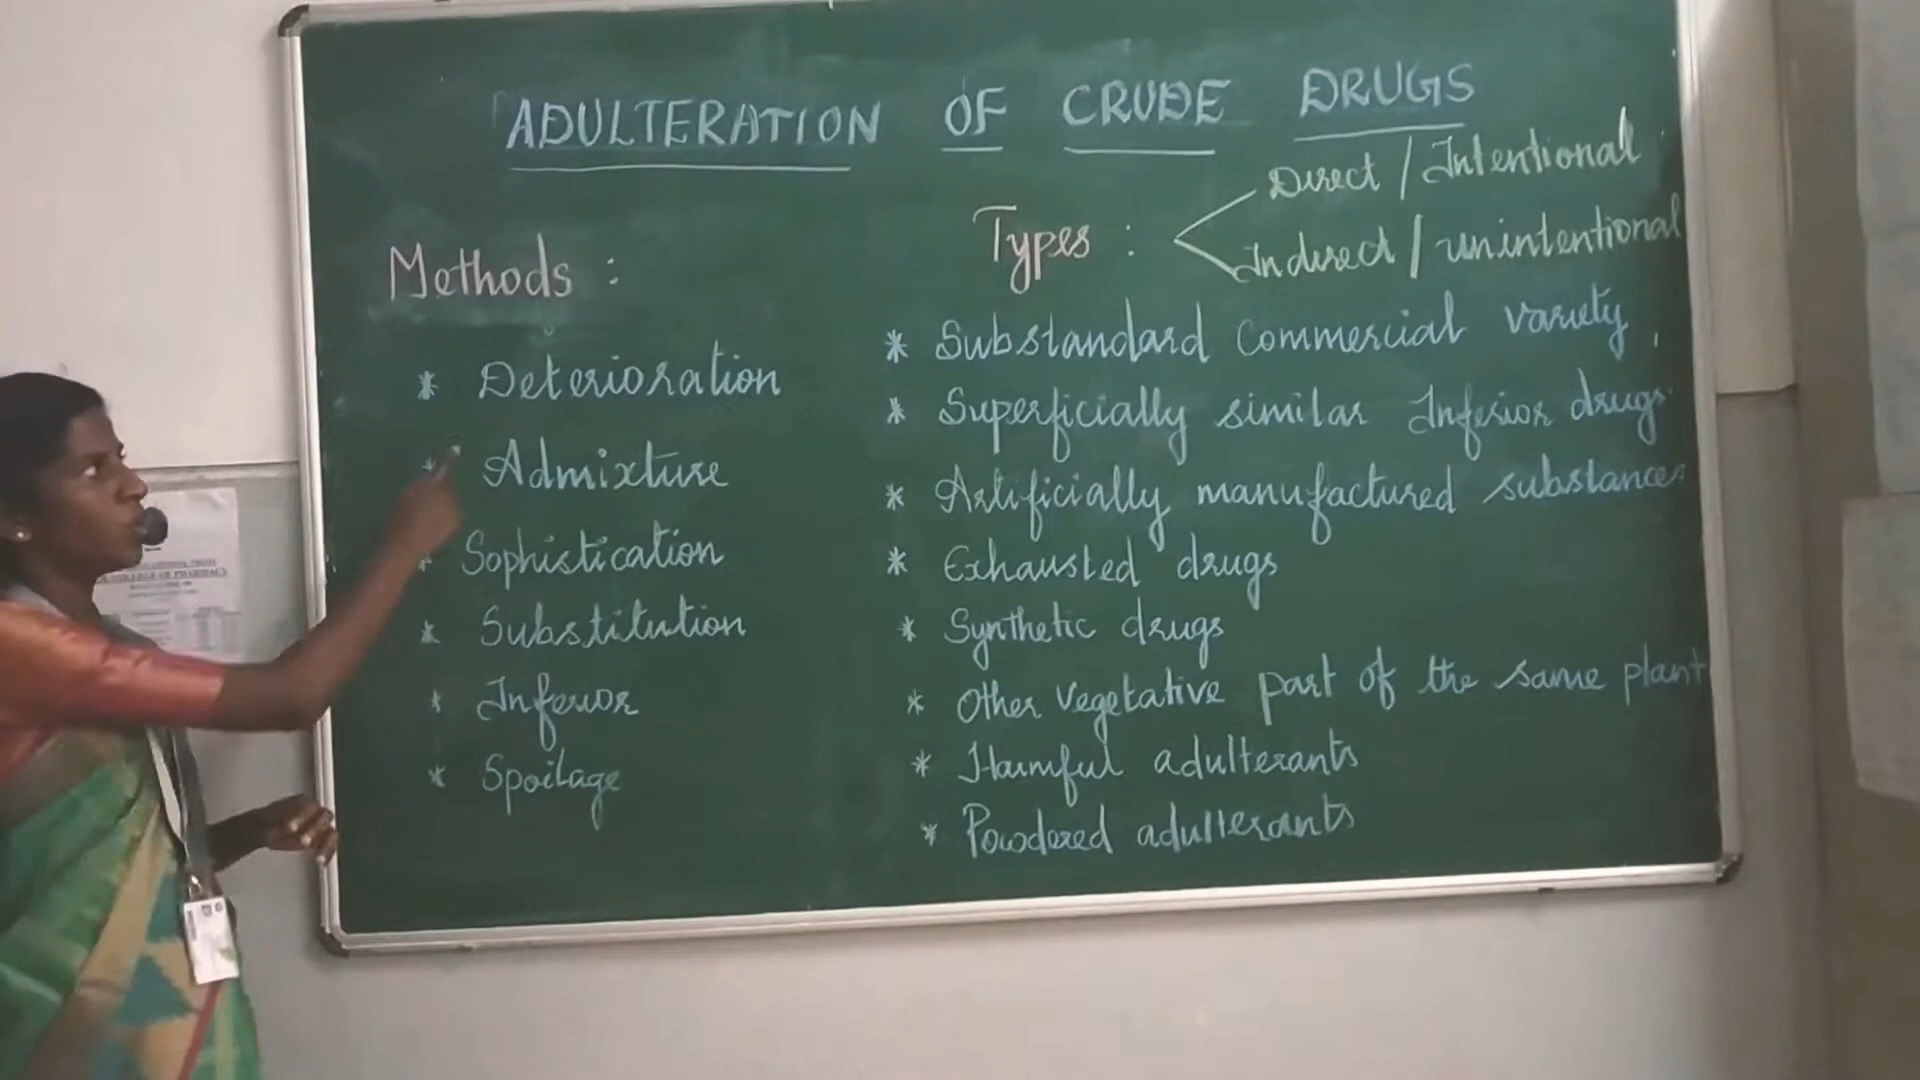 ADULTERATION OF CRUDE DRUGS
Methods :
* Deterioration
* Admixture
* Sophistication
* Substitution
* Inferior
* Spoilage
Types : Direct / Intentional
Indirect / unintentional
* Substandard Commercial variety,
* Superficially similar Inferior drugs.
* Artificially manufactured substances
* Exhausted drugs
* Synthetic drugs
* Other vegetative part of the same plant
* Harmful adulterants
* Powdered adulterants